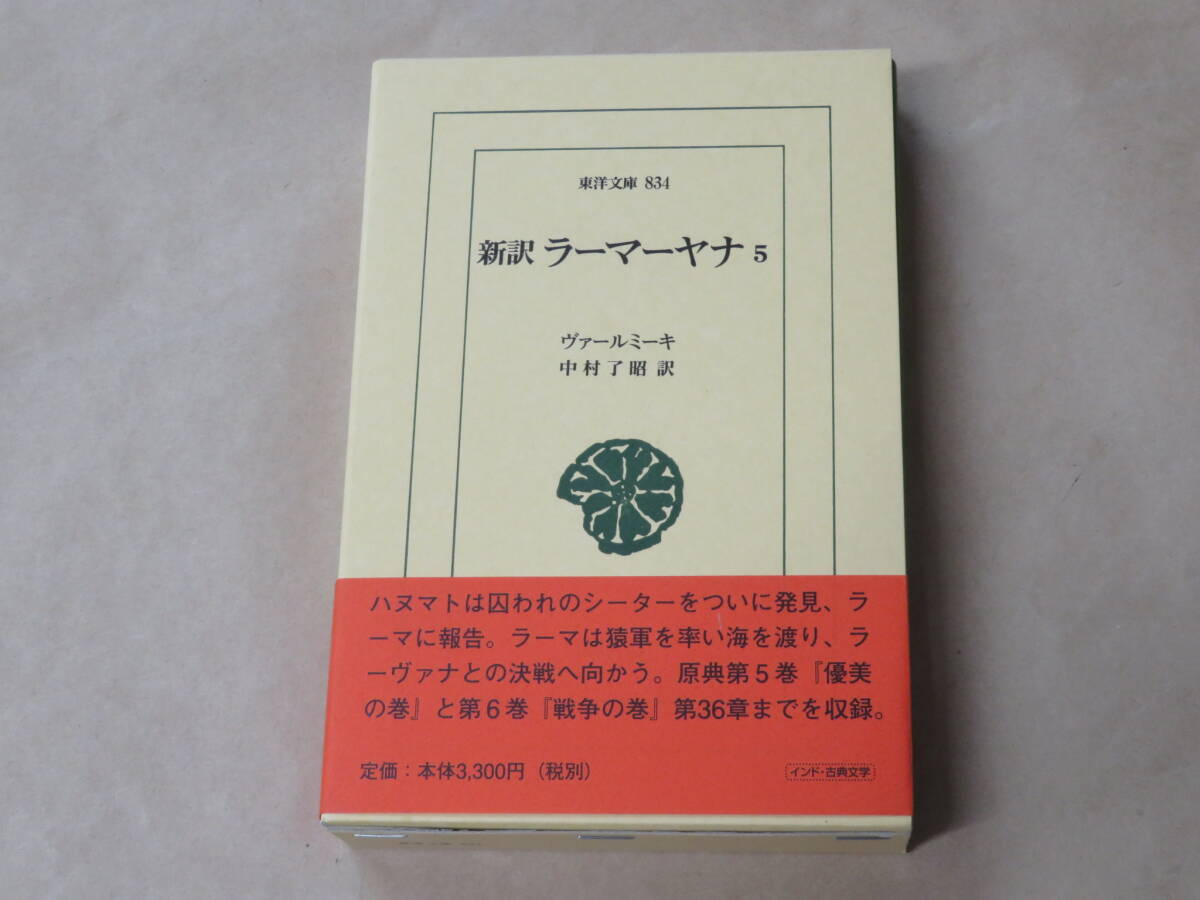 東洋文庫 834
新訳 ラーマーヤナ 5
ヴァールミーキ
中村了昭 訳
ハヌマトは囚われのシーターをついに発見、ラ
ーマに報告。ラーマは猿軍を率い海を渡り、ラ
ーヴァナとの決戦へ向かう。原典第5巻『優美
の巻』と第6巻『戦争の巻』第36章までを収録。
定価：本体3,300円（税別）
インド・古典文学